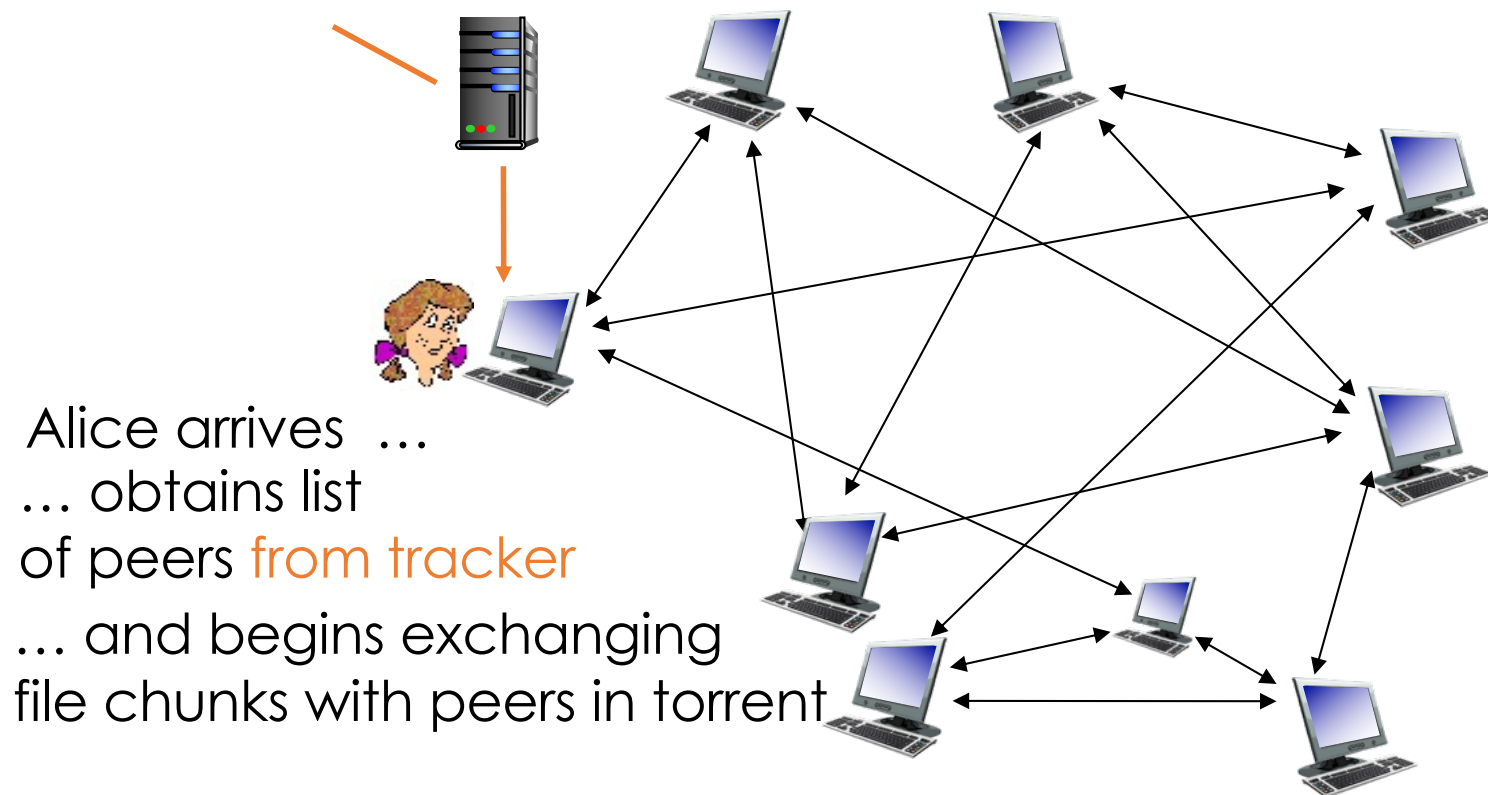 Alice arrives …
… obtains list
of peers from tracker
… and begins exchanging
file chunks with peers in torrent